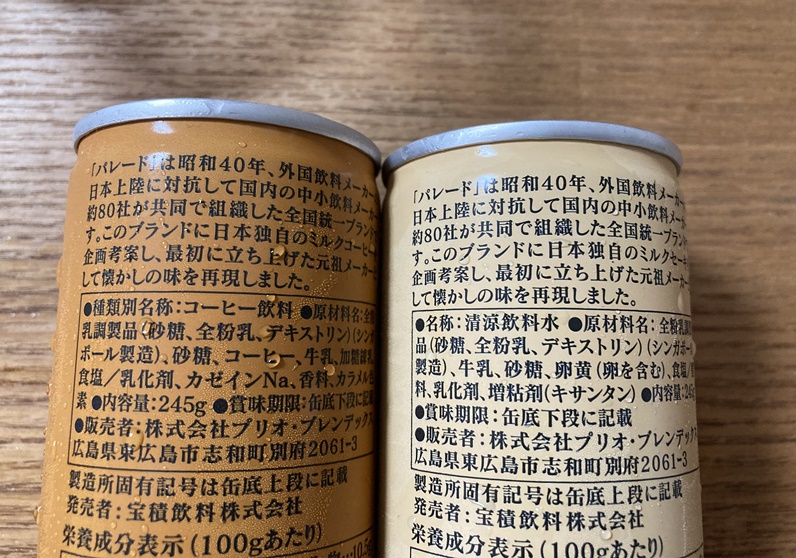 「パレード」は昭和40年、外国飲料メーカー
日本上陸に対抗して国内の中小飲料メーカー
約80社が共同で組織した全国統一ブラン
す。このブランドに日本独自のミルクコーヒー
企画考案し、最初に立ち上げた元祖メーカー
して懐かしの味を再現しました。
●種類別名称:コーヒー飲料 ●原材料名:全粉
乳調製品(砂糖、全粉乳、デキストリン)(シンガ
ポール製造)、砂糖、コーヒー、牛乳、加糖練乳、
食塩/乳化剤、カゼインNa、香料、カラメル色
素 ●内容量:245g ●賞味期限:缶底下段に記載
●販売者:株式会社プリオ・ブレンデックス
広島県東広島市志和町別府2061-3
製造所固有記号は缶底上段に記載
発売者:宝積飲料株式会社
栄養成分表示(100gあたり)
「パレード」は昭和40年、外国飲料メーカー
日本上陸に対抗して国内の中小飲料メーカ
約80社が共同で組織した全国統一ブラン
す。このブランドに日本独自のミルクセー
企画考案し、最初に立ち上げた元祖メーカー
して懐かしの味を再現しました。
●名称:清涼飲料水 ●原材料名:全粉乳調
品(砂糖、全粉乳、デキストリン)(シンガポ
製造)、牛乳、砂糖、卵黄(卵を含む)、食塩/
料、乳化剤、増粘剤(キサンタン) ●内容量:245
●賞味期限:缶底下段に記載
●販売者:株式会社プリオ・ブレンデックス
広島県東広島市志和町別府2061-3
製造所固有記号は缶底上段に記載
発売者:宝積飲料株式会社
栄養成分表示(100gあたり)